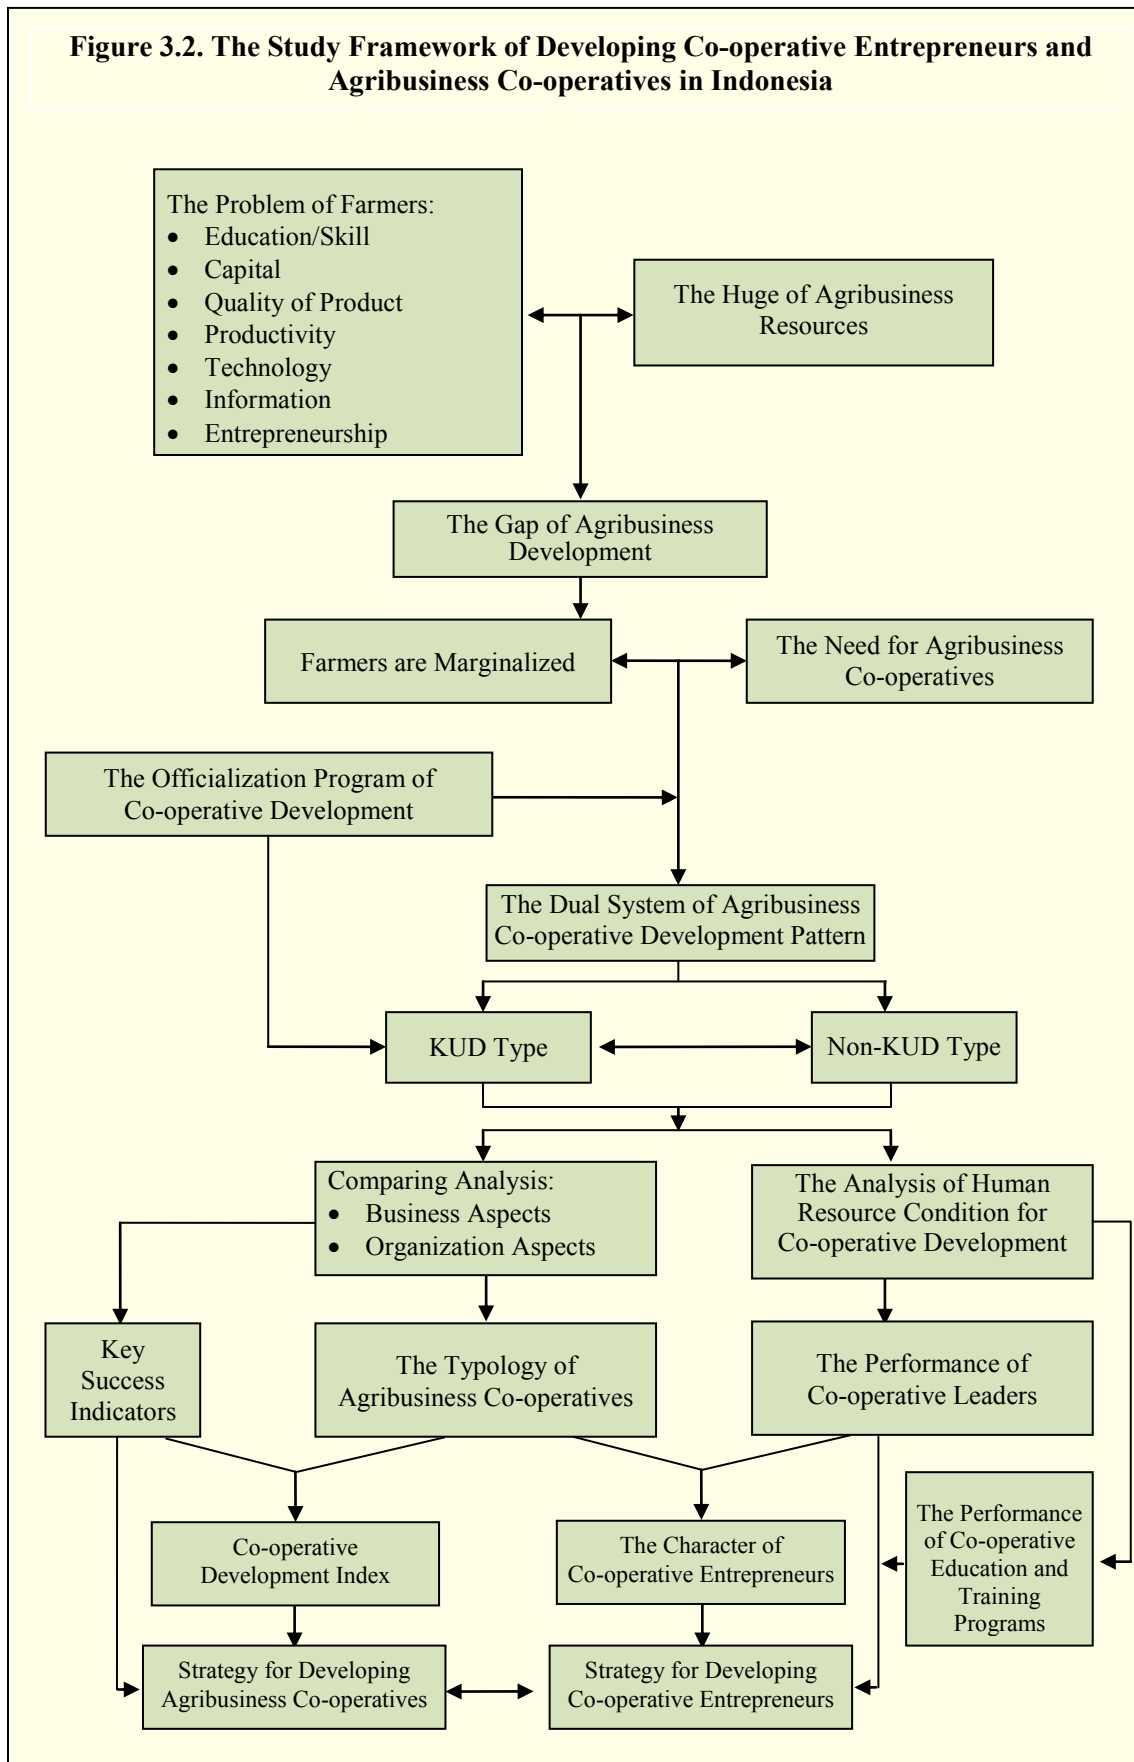 Figure 3.2. The Study Framework of Developing Co-operative Entrepreneurs and
Agribusiness Co-operatives in Indonesia
The Problem of Farmers:
• Education/Skill
• Capital
• Quality of Product
• Productivity
• Technology
• Information
• Entrepreneurship
The Huge of Agribusiness
Resources
The Gap of Agribusiness
Development
Farmers are Marginalized
The Need for Agribusiness
Co-operatives
The Officialization Program of
Co-operative Development
The Dual System of Agribusiness
Co-operative Development Pattern
KUD Type
Non-KUD Type
Comparing Analysis:
• Business Aspects
• Organization Aspects
The Analysis of Human
Resource Condition for
Co-operative Development
Key
Success
Indicators
The Typology of
Agribusiness Co-operatives
The Performance of
Co-operative Leaders
Co-operative
Development Index
The Character of
Co-operative Entrepreneurs
The Performance
of Co-operative
Education and
Training
Programs
Strategy for Developing
Agribusiness Co-operatives
Strategy for Developing
Co-operative Entrepreneurs